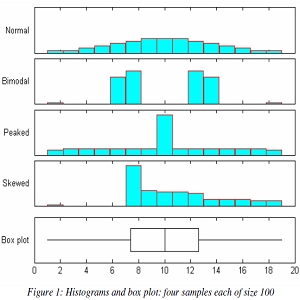 Normal
Bimodal
Peaked
Skewed
Box plot
0 2 4 6 8 10 12 14 16 18 20
Figure 1: Histograms and box plot: four samples each of size 100